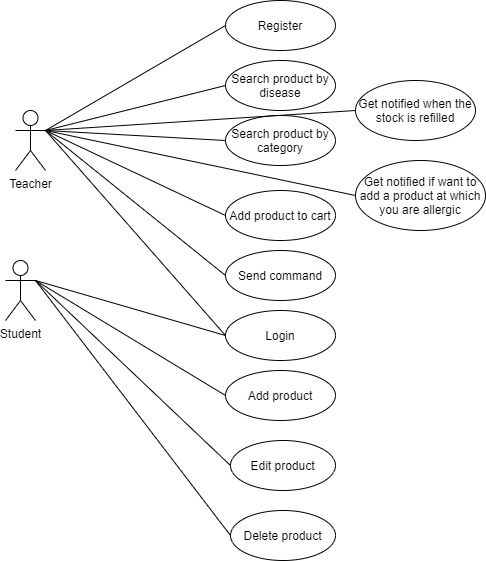 Register
Search product by
disease
Get notified when the
stock is refilled
Search product by
category
Teacher
Get notified if want to
add a product at which
you are allergic
Add product to cart
Send command
Student
Login
Add product
Edit product
Delete product